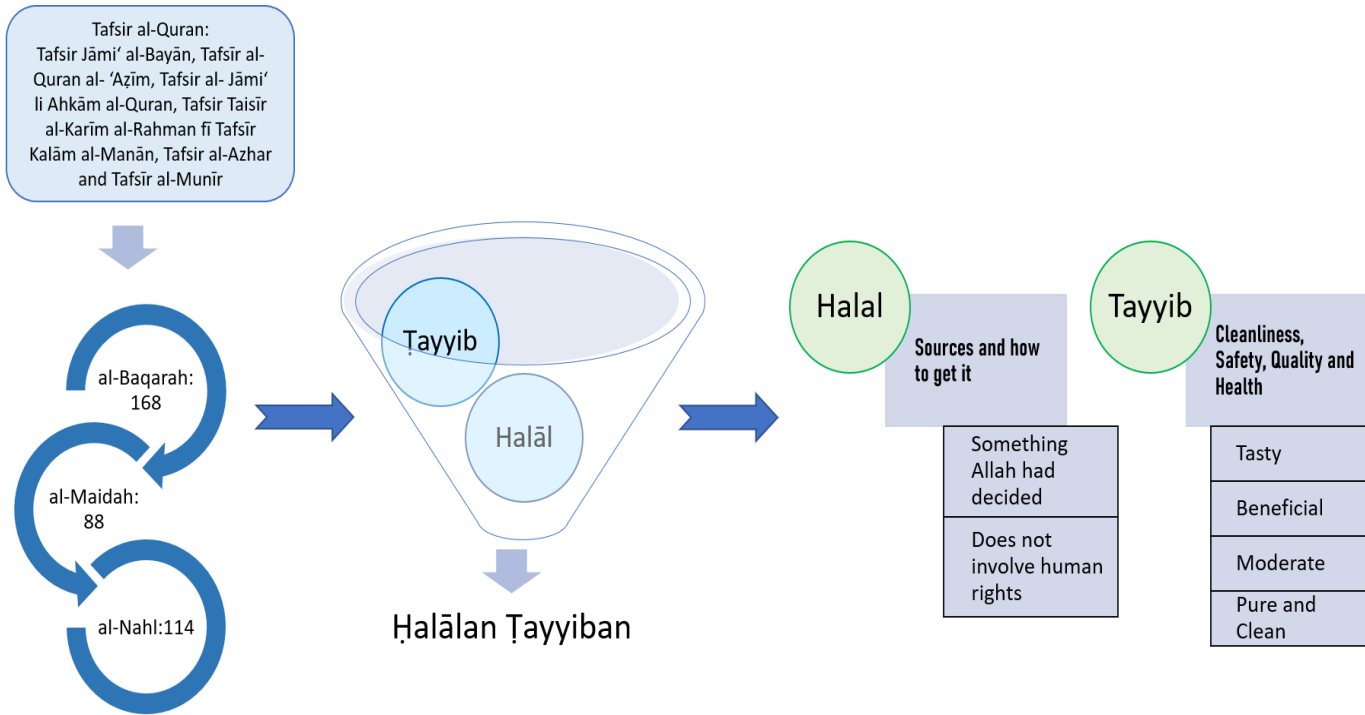 Tafsir al-Quran:
Tafsir Jāmi‘ al-Bayān, Tafsīr al-
Quran al- ‘Aẓīm, Tafsir al- Jāmi‘
li Ahkām al-Quran, Tafsir Taisīr
al-Karīm al-Rahman fī Tafsīr
Kalām al-Manān, Tafsir al-Azhar
and Tafsīr al-Munīr
al-Baqarah:
168
al-Maidah:
88
al-Nahl:114
Ṭayyib
Halāl
Ḥalālan Ṭayyiban
Halal
Sources and how
to get it
Something
Allah had
decided
Does not
involve human
rights
Tayyib
Cleanliness,
Safety, Quality and
Health
Tasty
Beneficial
Moderate
Pure and
Clean